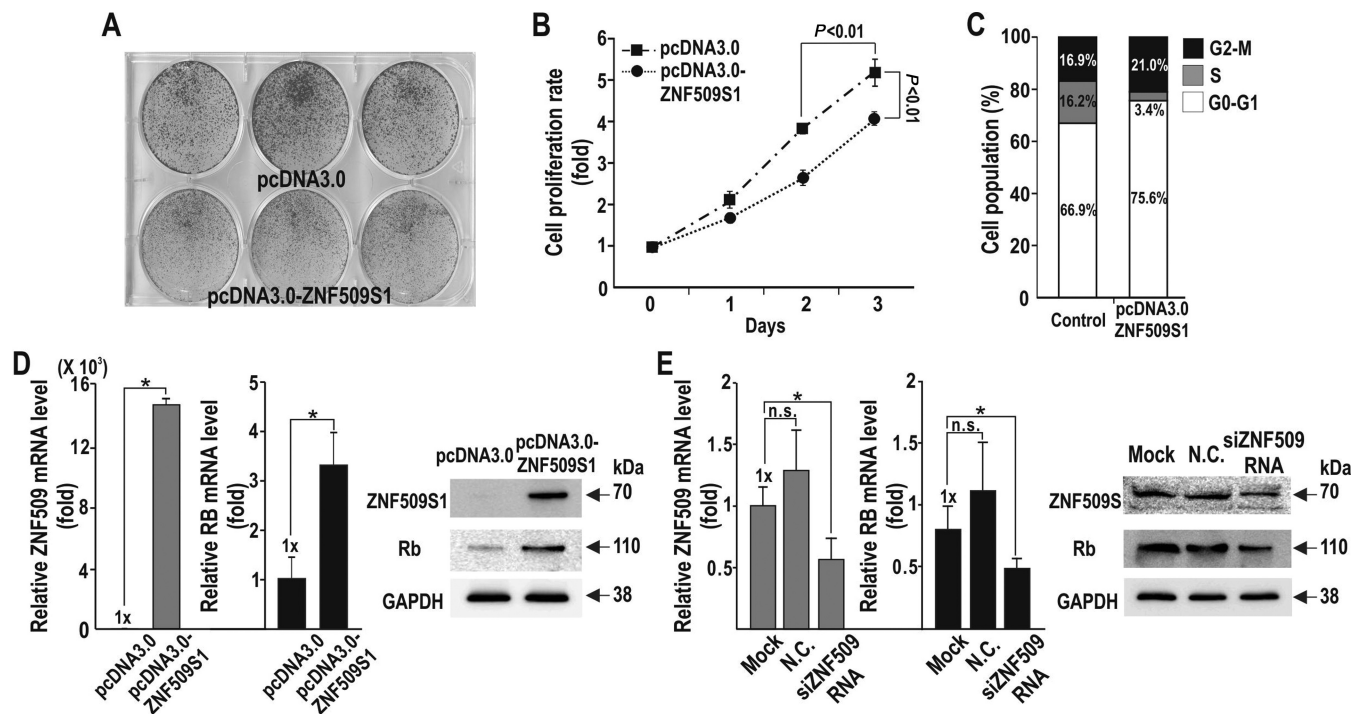 A
pcDNA3.0
pcDNA3.0-ZNF509S1
B
Cell proliferation rate
(fold)
6
5
4
3
2
1
0
pcDNA3.0
pcDNA3.0-
ZNF509S1
P<0.01
P<0.01
0
1
2
3
Days
C
Cell population (%)
100
80
60
40
20
0
16.9%
16.2%
66.9%
21.0%
3.4%
75.6%
G2-M
S
G0-G1
Control
pcDNA3.0
ZNF509S1
D
(X 10³)
Relative ZNF509 mRNA level
(fold)
16
12
8
4
0
*
1x
pcDNA3.0
pcDNA3.0-
ZNF509S1
Relative RB mRNA level
(fold)
5
4
3
2
1
*
1x
pcDNA3.0
pcDNA3.0-
ZNF509S1
pcDNA3.0
pcDNA3.0-
ZNF509S1
kDa
ZNF509S1
70
Rb
110
GAPDH
38
E
Relative ZNF509 mRNA level
(fold)
2
1.5
1
0.5
*
n.s.
1x
Mock
N.C.
siZNF509
RNA
Relative RB mRNA level
(fold)
2
1.5
1
0.5
0
*
n.s.
1x
Mock
N.C.
siZNF509
RNA
Mock
N.C.
siZNF509
RNA
kDa
ZNF509S
70
Rb
110
GAPDH
38